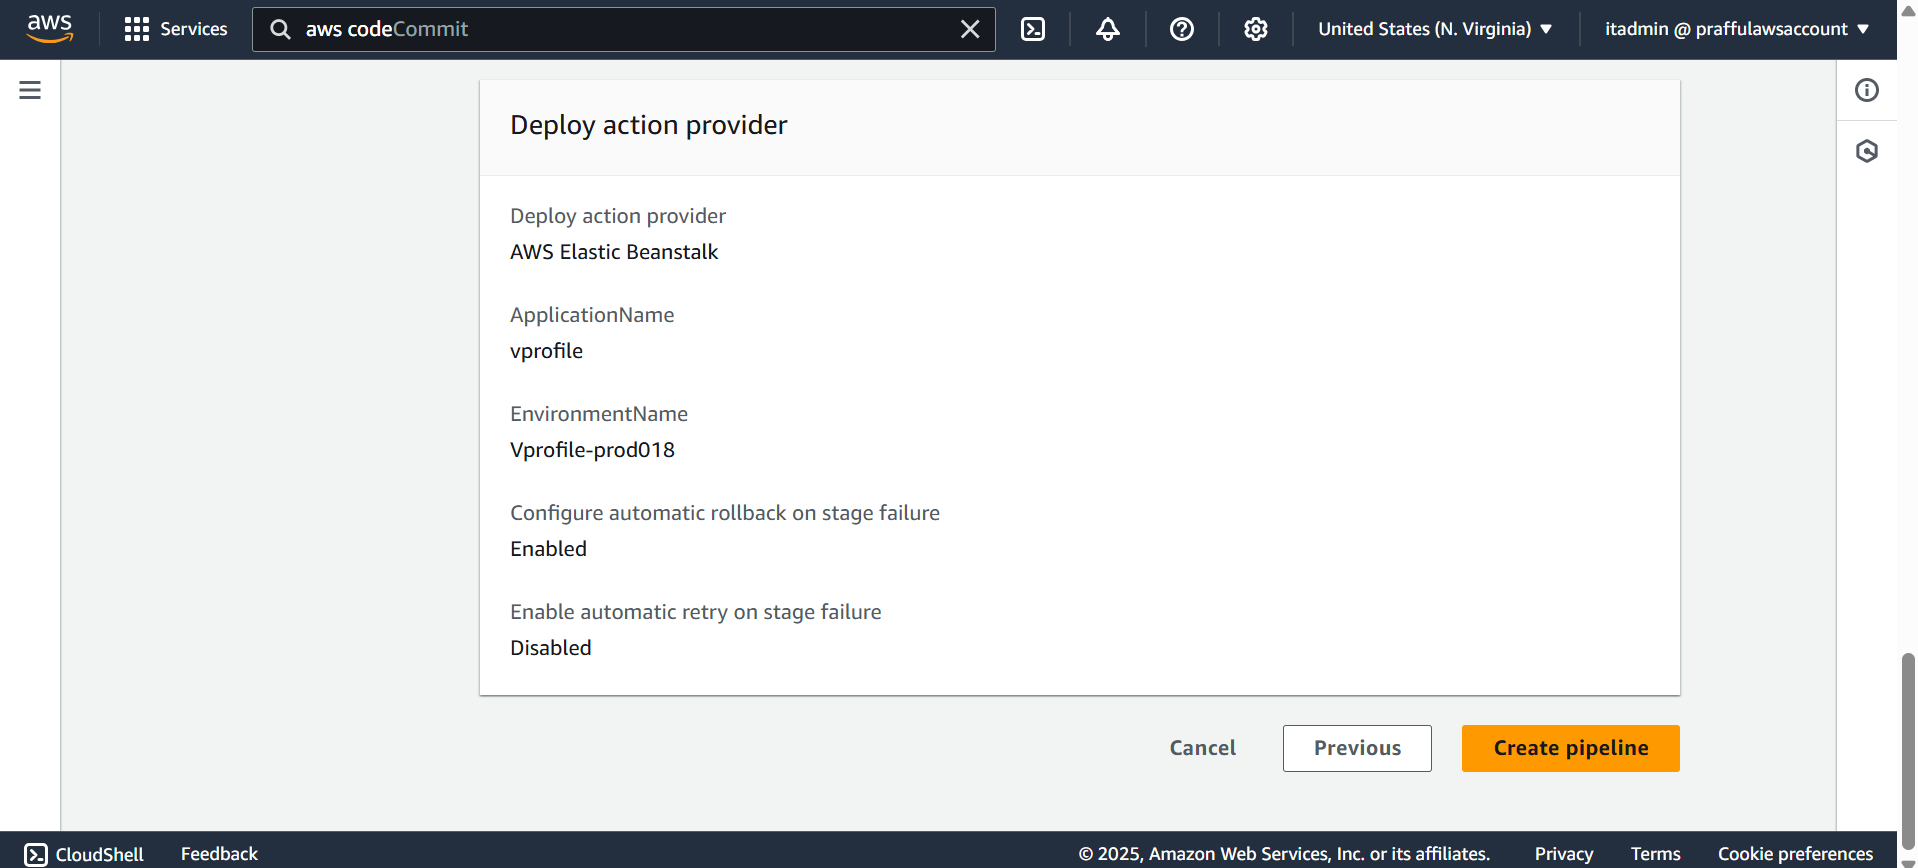 aws
Services
aws codeCommit
United States (N. Virginia)
itadmin @ praffulawsaccount
Deploy action provider
Deploy action provider
AWS Elastic Beanstalk
ApplicationName
vprofile
EnvironmentName
Vprofile-prod018
Configure automatic rollback on stage failure
Enabled
Enable automatic retry on stage failure
Disabled
Cancel
Previous
Create pipeline
CloudShell
Feedback
© 2025, Amazon Web Services, Inc. or its affiliates.
Privacy
Terms
Cookie preferences